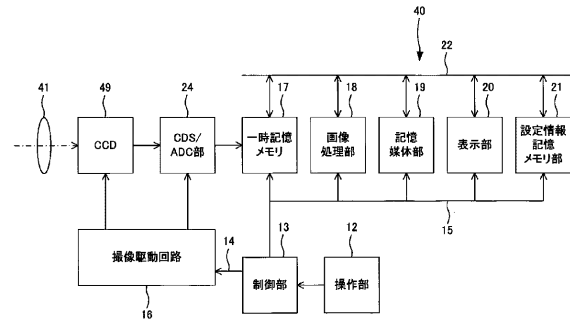 40
22
41
49
24
17
18
19
20
21
CCD
CDS/
ADC部
一時記憶
メモリ
画像
処理部
記憶
媒体部
表示部
設定情報
記憶
メモリ部
15
14
13
12
撮像駆動回路
制御部
操作部
16